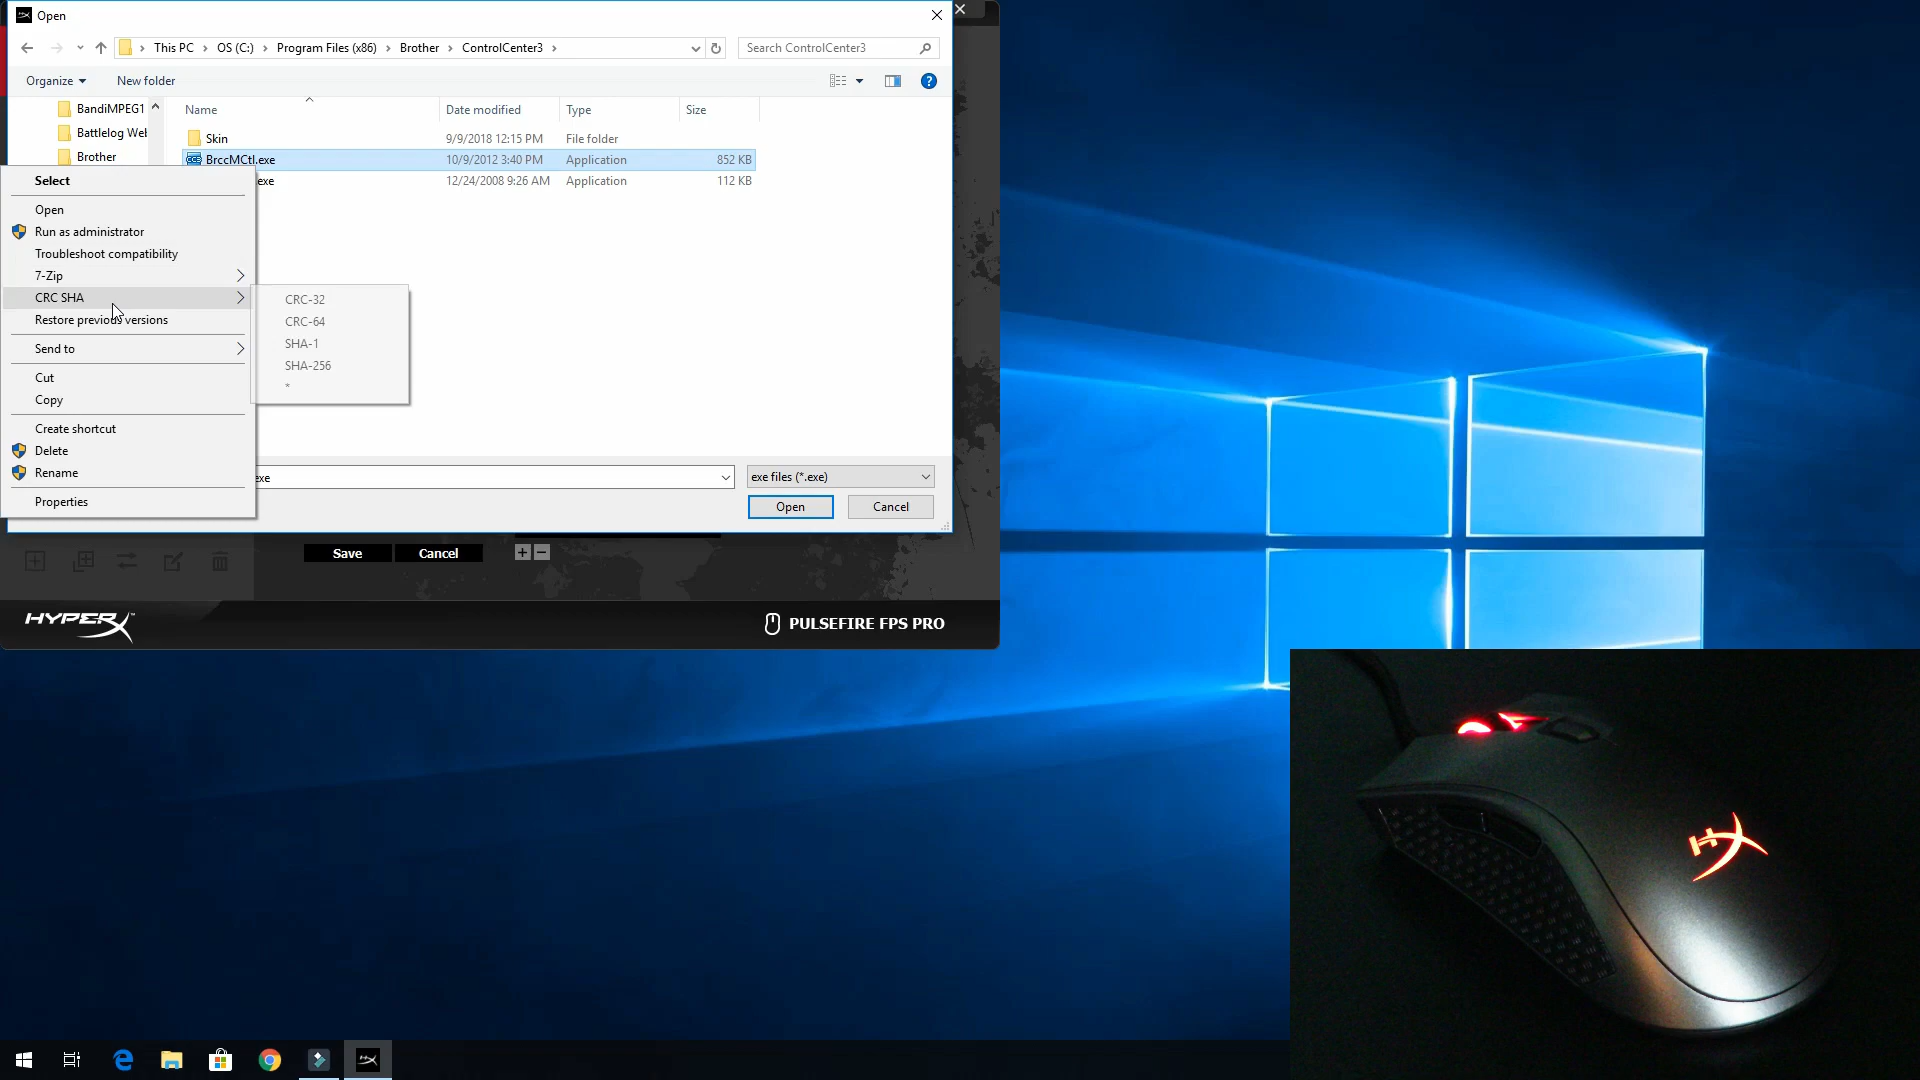 Open
This PC > OS (C:) > Program Files (x86) > Brother > ControlCenter3 >
Search ControlCenter3
Organize
New folder
BandiMPEG1
Battlelog Wel
Brother
Name
Date modified
Type
Size
Skin
9/9/2018 12:15 PM
File folder
BrccMCtl.exe
10/9/2012 3:40 PM
Application
852 KB
exe
12/24/2008 9:26 AM
Application
112 KB
Select
Open
Run as administrator
Troubleshoot compatibility
7-Zip
CRC SHA
Restore previous versions
Send to
Cut
Copy
Create shortcut
Delete
Rename
Properties
CRC-32
CRC-64
SHA-1
SHA-256
*
exe
exe files (*.exe)
Open
Cancel
Save
Cancel
HYPERX
PULSEFIRE FPS PRO
HX